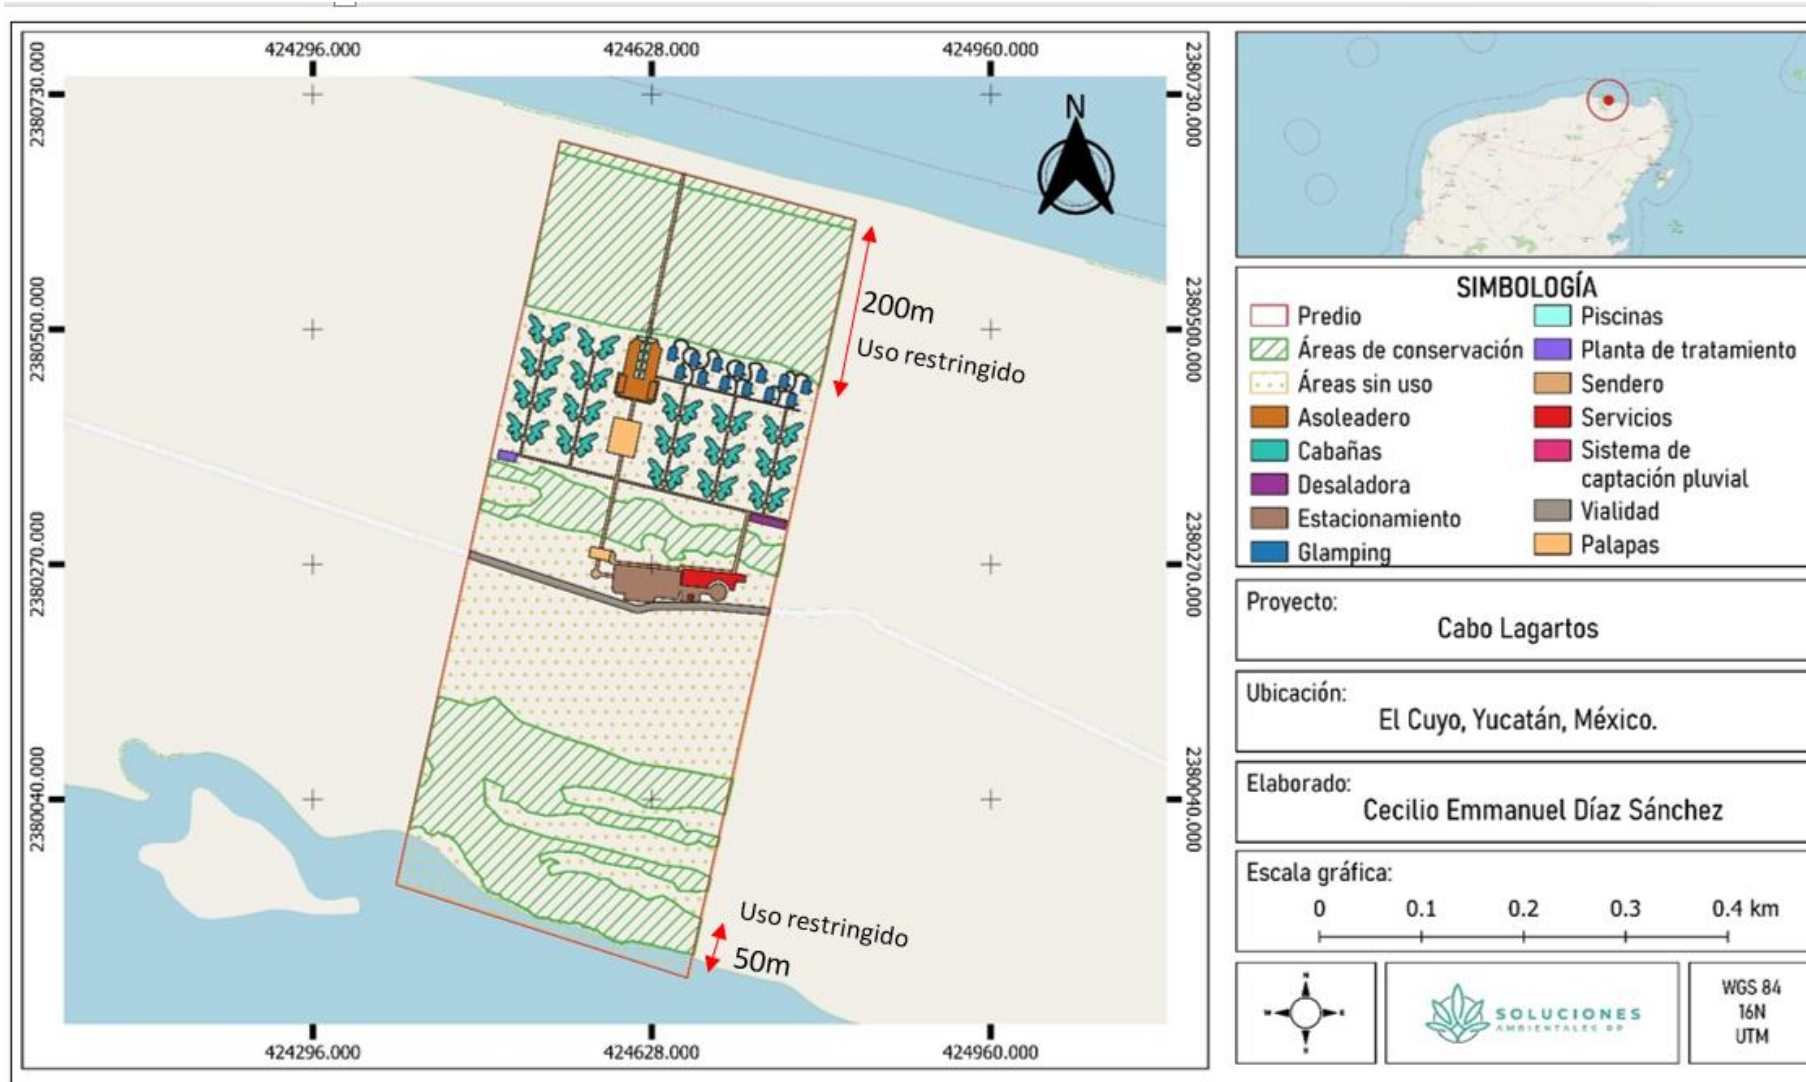 424296.000
424628.000
424960.000
2380730.000
2380730.000
N
200m
Uso restringido
2380500.000
2380500.000
2380270.000
2380270.000
2380040.000
2380040.000
Uso restringido
50m
424296.000
424628.000
424960.000
SIMBOLOGÍA
Predio
Áreas de conservación
Áreas sin uso
Asoleadero
Cabañas
Desaladora
Estacionamiento
Glamping
Piscinas
Planta de tratamiento
Sendero
Servicios
Sistema de
captación pluvial
Vialidad
Palapas
Proyecto:
Cabo Lagartos
Ubicación:
El Cuyo, Yucatán, México.
Elaborado:
Cecilio Emmanuel Díaz Sánchez
Escala gráfica:
0 0.1 0.2 0.3 0.4 km
SOLUCIONES
AMBIENTALES RP
WGS 84
16N
UTM